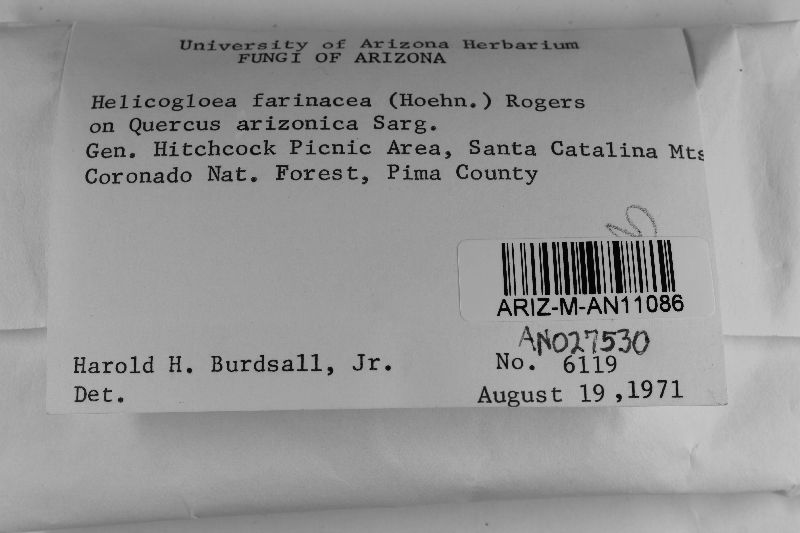 University of Arizona Herbarium
FUNGI OF ARIZONA
Helicogloea farinacea (Hoehn.) Rogers
on Quercus arizonica Sarg.
Gen. Hitchcock Picnic Area, Santa Catalina Mts
Coronado Nat. Forest, Pima County
ARIZ-M-AN11086
AN027530
Harold H. Burdsall, Jr. No. 6119
Det. August 19,1971